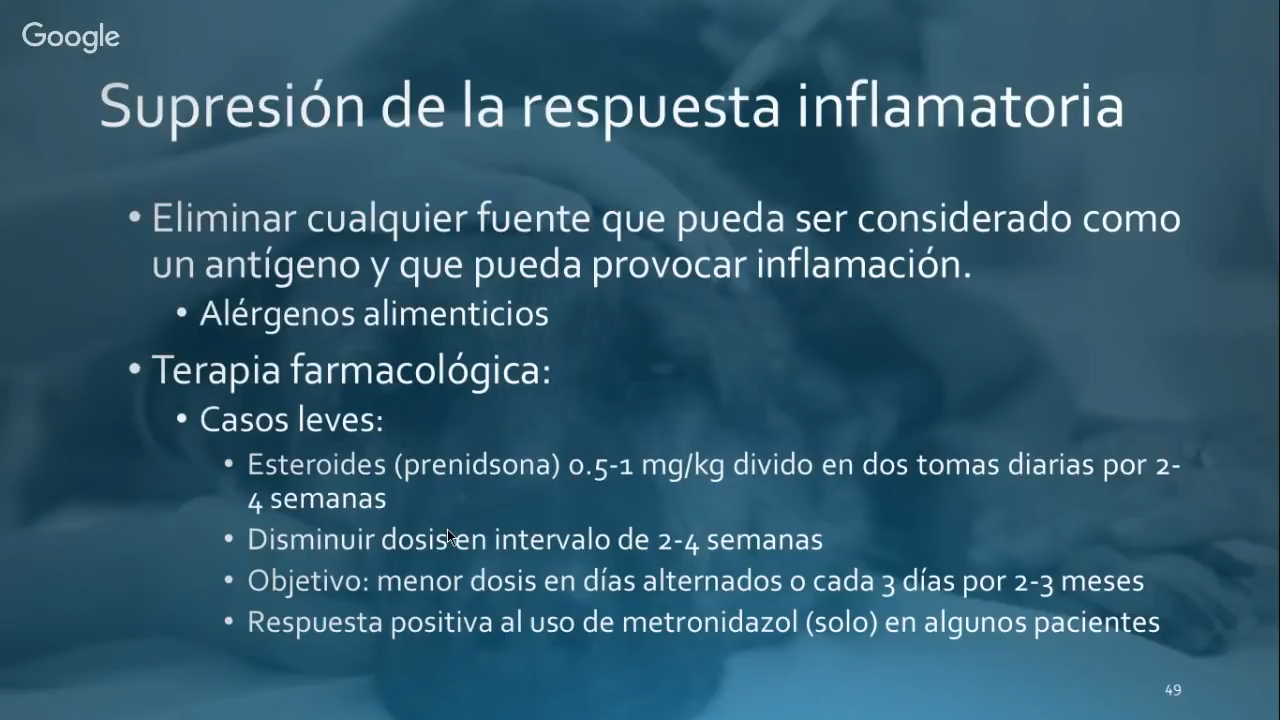 Google
Supresión de la respuesta inflamatoria
• Eliminar cualquier fuente que pueda ser considerado como
un antígeno y que pueda provocar inflamación.
• Alérgenos alimenticios
• Terapia farmacológica:
• Casos leves:
• Esteroides (prenidsona) 0.5-1 mg/kg divido en dos tomas diarias por 2-
4 semanas
• Disminuir dosis en intervalo de 2-4 semanas
• Objetivo: menor dosis en días alternados o cada 3 días por 2-3 meses
• Respuesta positiva al uso de metronidazol (solo) en algunos pacientes
49